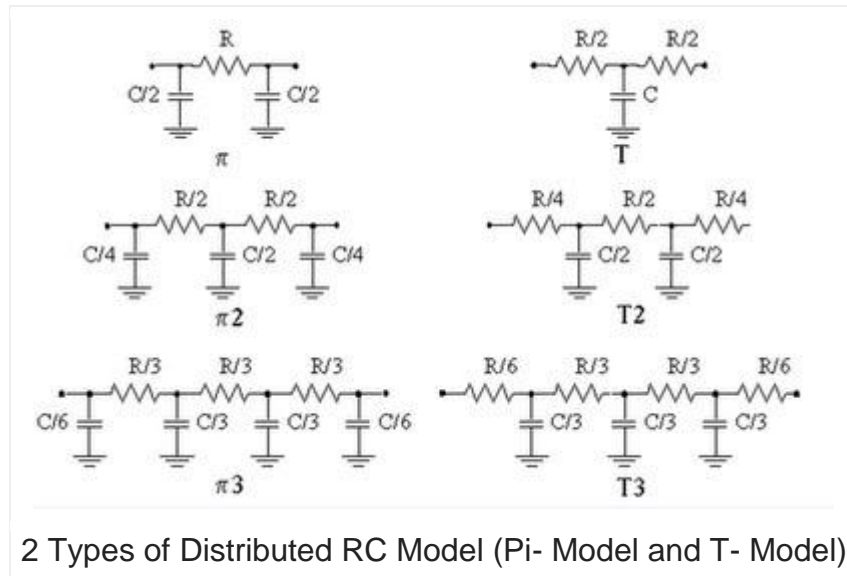 R
C/2 C/2
π
R/2 R/2
C
T
R/2 R/2
C/4 C/2 C/4
π2
R/4 R/2 R/4
C/2 C/2
T2
R/3 R/3 R/3
C/6 C/3 C/3 C/6
π3
R/6 R/3 R/3 R/6
C/3 C/3 C/3
T3
2 Types of Distributed RC Model (Pi- Model and T- Model)